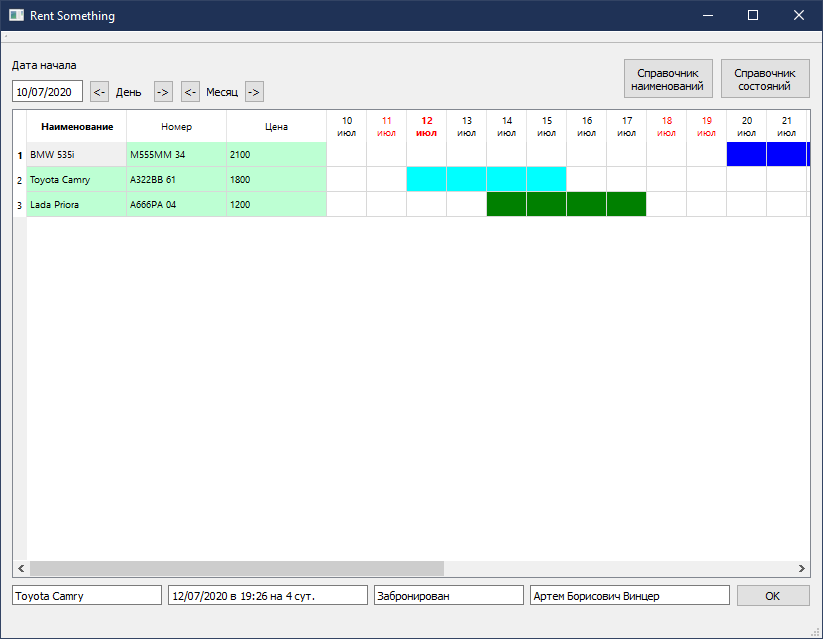 Rent Something
Дата начала
10/07/2020 <- День -> <- Месяц ->
Справочник
наименований
Справочник
состояний
Наименование Номер Цена
10 11 12 13 14 15 16 17 18 19 20 21
июл июл июл июл июл июл июл июл июл июл июл июл
1 BMW 535i М555ММ 34 2100
2 Toyota Camry А322ВВ 61 1800
3 Lada Priora А666РА 04 1200
Toyota Camry 12/07/2020 в 19:26 на 4 сут. Забронирован Артем Борисович Винцер OK